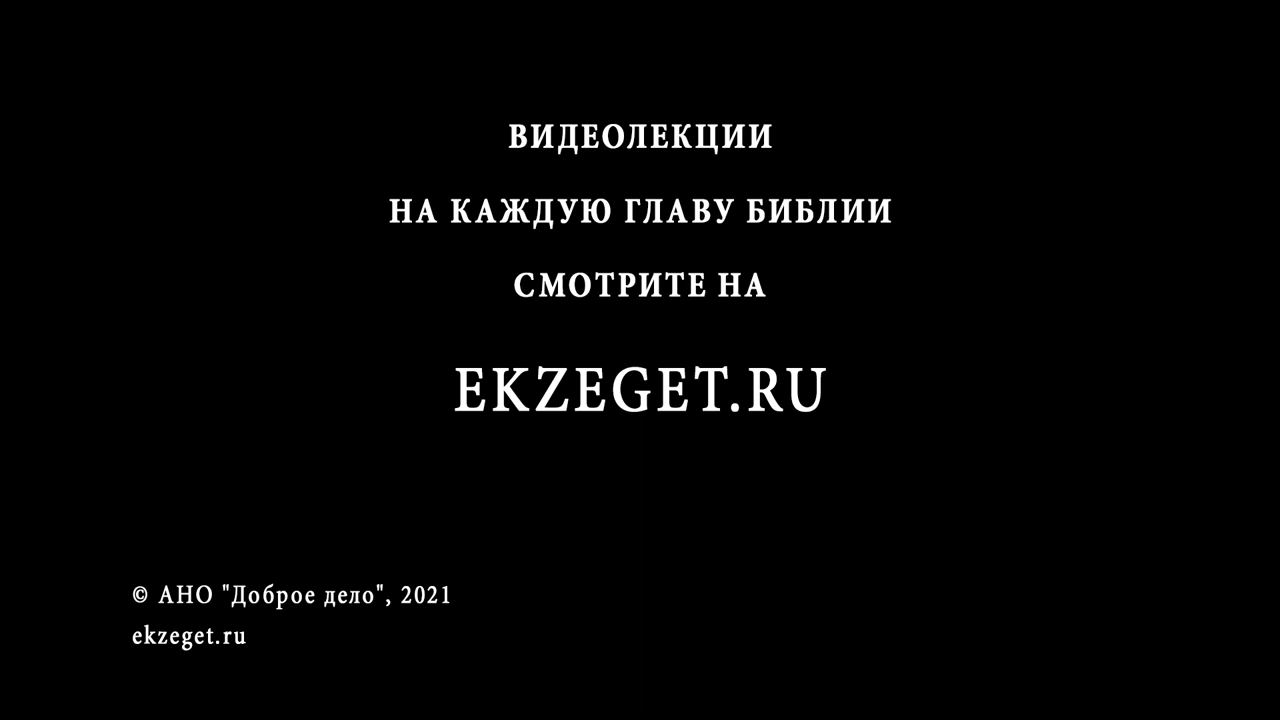 ВИДЕОЛЕКЦИИ
НА КАЖДУЮ ГЛАВУ БИБЛИИ
СМОТРИТЕ НА
EKZEGET.RU
© АНО "Доброе дело", 2021
ekzeget.ru